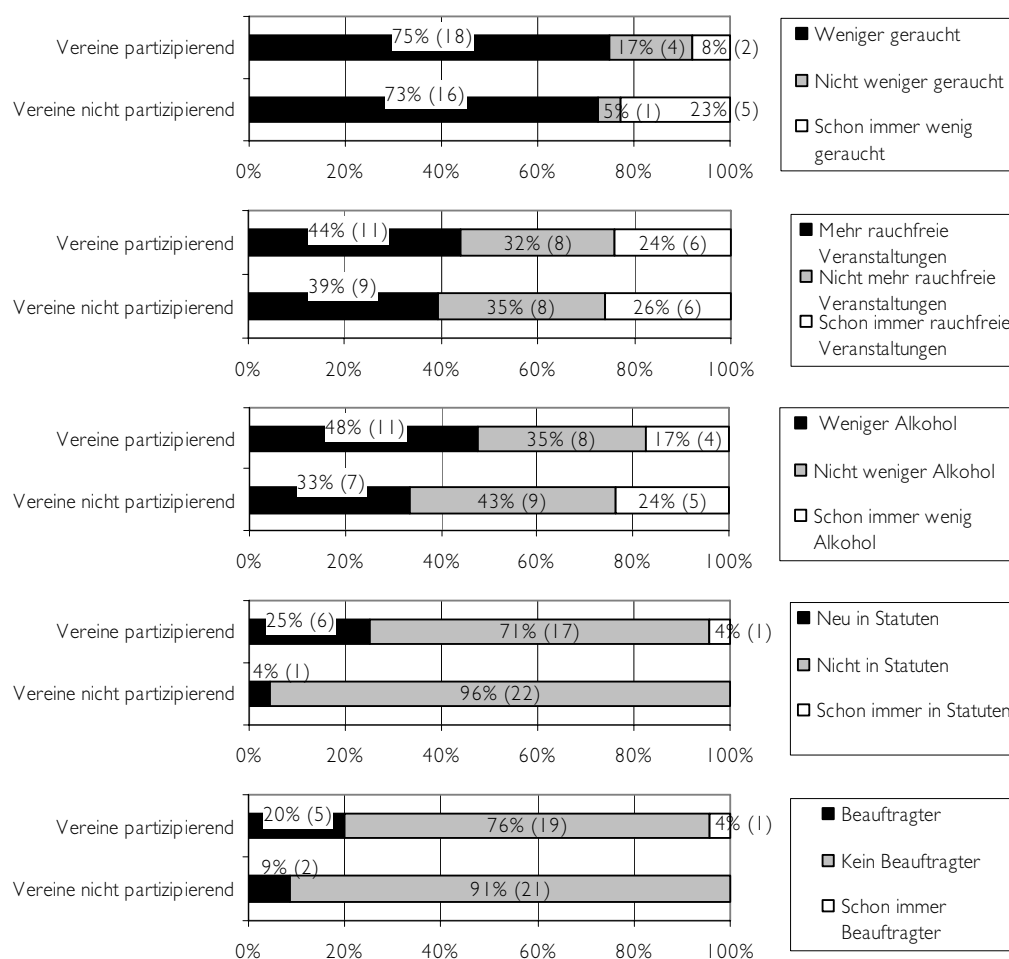 Vereine partizipierend
75% (18)
17% (4)
8% (2)
Vereine nicht partizipierend
73% (16)
5% (1)
23% (5)
0% 20% 40% 60% 80% 100%
Weniger geraucht
Nicht weniger geraucht
Schon immer wenig
geraucht
Vereine partizipierend
44% (11)
32% (8)
24% (6)
Vereine nicht partizipierend
39% (9)
35% (8)
26% (6)
0% 20% 40% 60% 80% 100%
Mehr rauchfreie
Veranstaltungen
Nicht mehr rauchfreie
Veranstaltungen
Schon immer rauchfreie
Veranstaltungen
Vereine partizipierend
48% (11)
35% (8)
17% (4)
Vereine nicht partizipierend
33% (7)
43% (9)
24% (5)
0% 20% 40% 60% 80% 100%
Weniger Alkohol
Nicht weniger Alkohol
Schon immer wenig
Alkohol
Vereine partizipierend
25% (6)
71% (17)
4% (1)
Vereine nicht partizipierend
4% (1)
96% (22)
0% 20% 40% 60% 80% 100%
Neu in Statuten
Nicht in Statuten
Schon immer in Statuten
Vereine partizipierend
20% (5)
76% (19)
4% (1)
Vereine nicht partizipierend
9% (2)
91% (21)
0% 20% 40% 60% 80% 100%
Beauftragter
Kein Beauftragter
Schon immer
Beauftragter